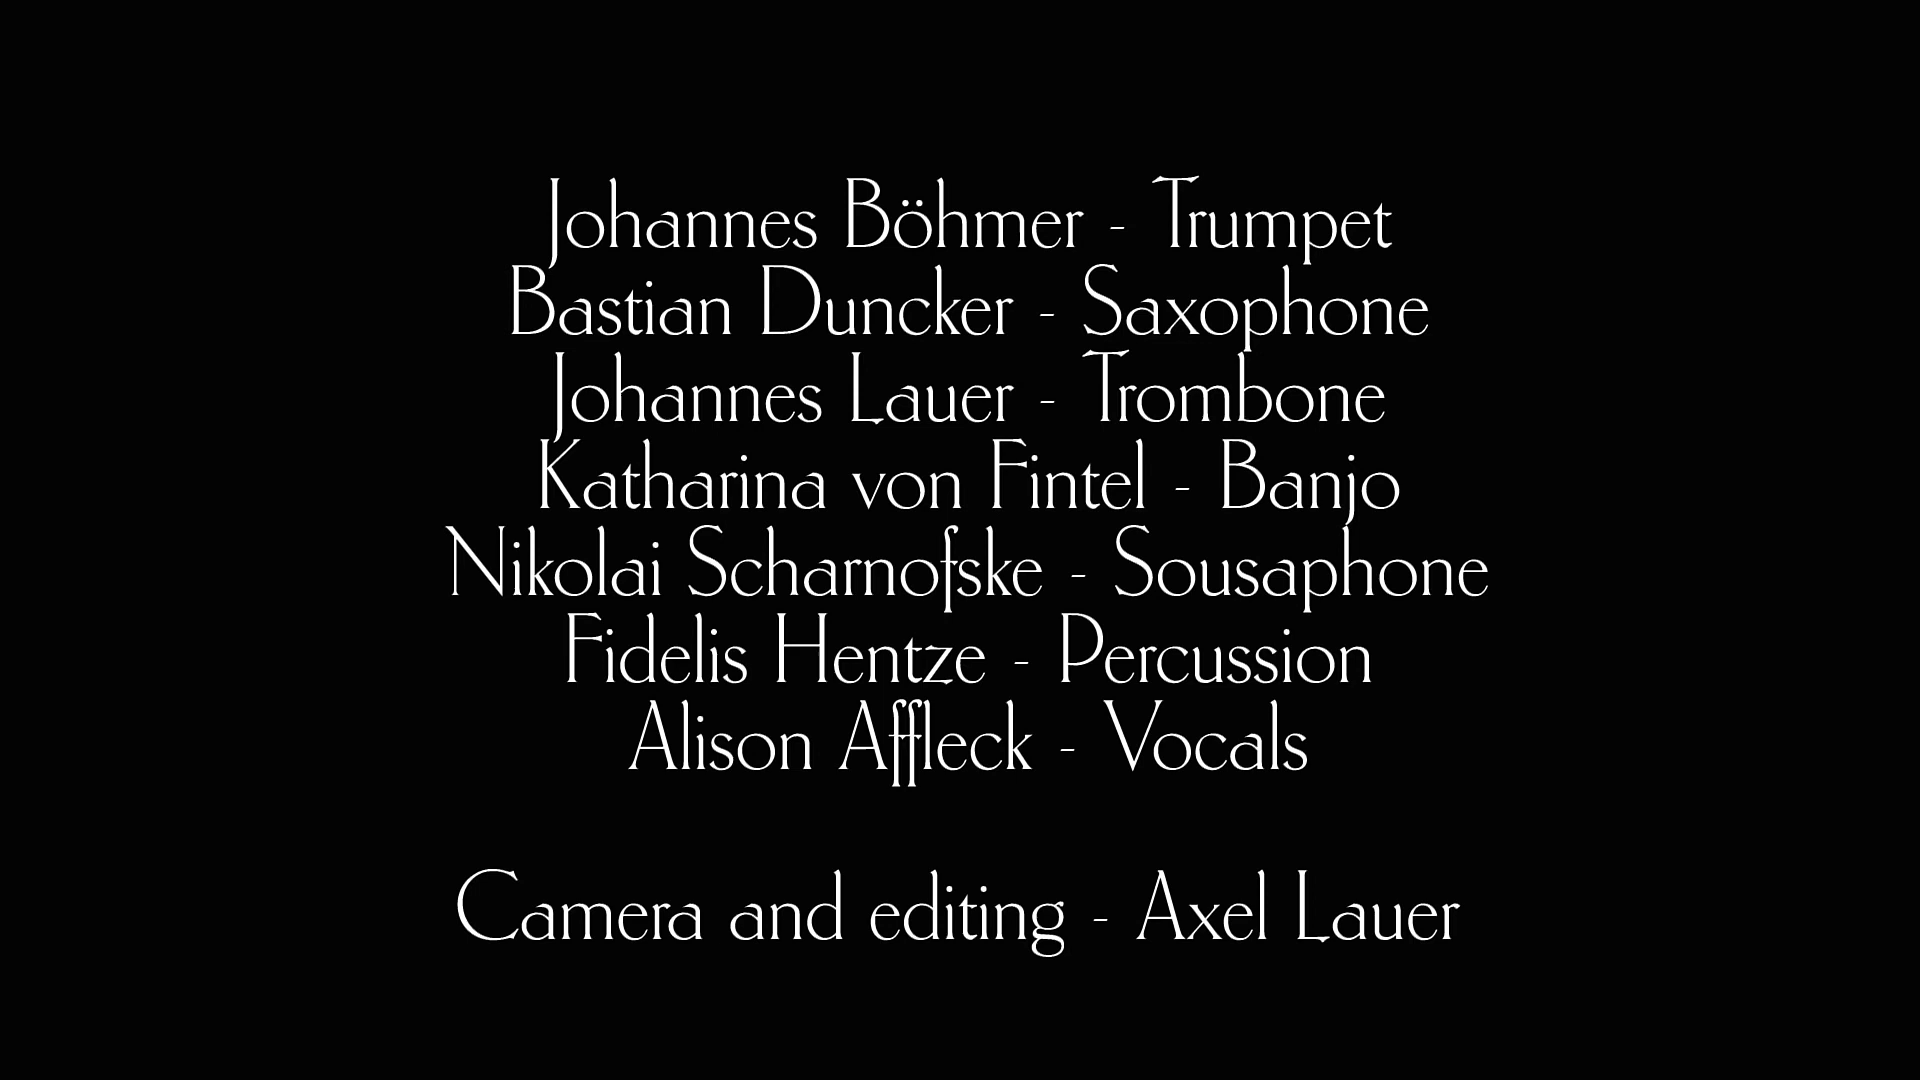 Johannes Böhmer - Trumpet
Bastian Duncker - Saxophone
Johannes Lauer - Trombone
Katharina von Fintel - Banjo
Nikolai Scharnofske - Sousaphone
Fidelis Hentze - Percussion
Alison Affleck - Vocals
Camera and editing - Axel Lauer